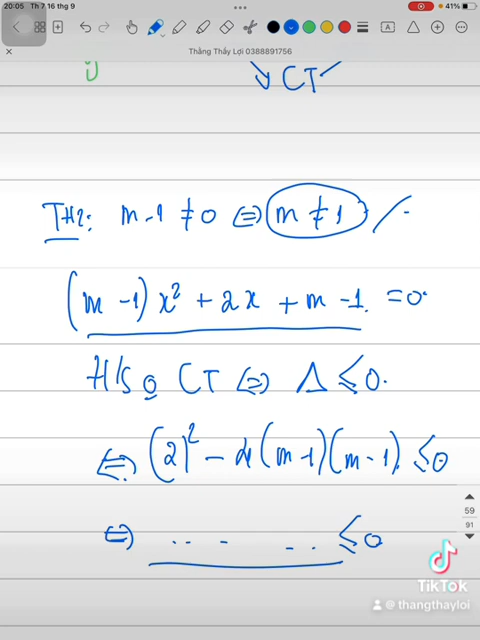 20:05 Th 7 16 thg 9
41%
Thằng Thầy Lợi 0388891756
CT
TH2: m-1 ≠ 0 ⇔ m ≠ 1
(m-1)x² + 2x + m - 1 = 0
H/s 0 CT ⇔ Δ ≤ 0.
⇔ (2)² - 4(m-1)(m-1) ≤ 0
⇔ .. - .. ≤ 0
59
91
TikTok
@thangthayloi